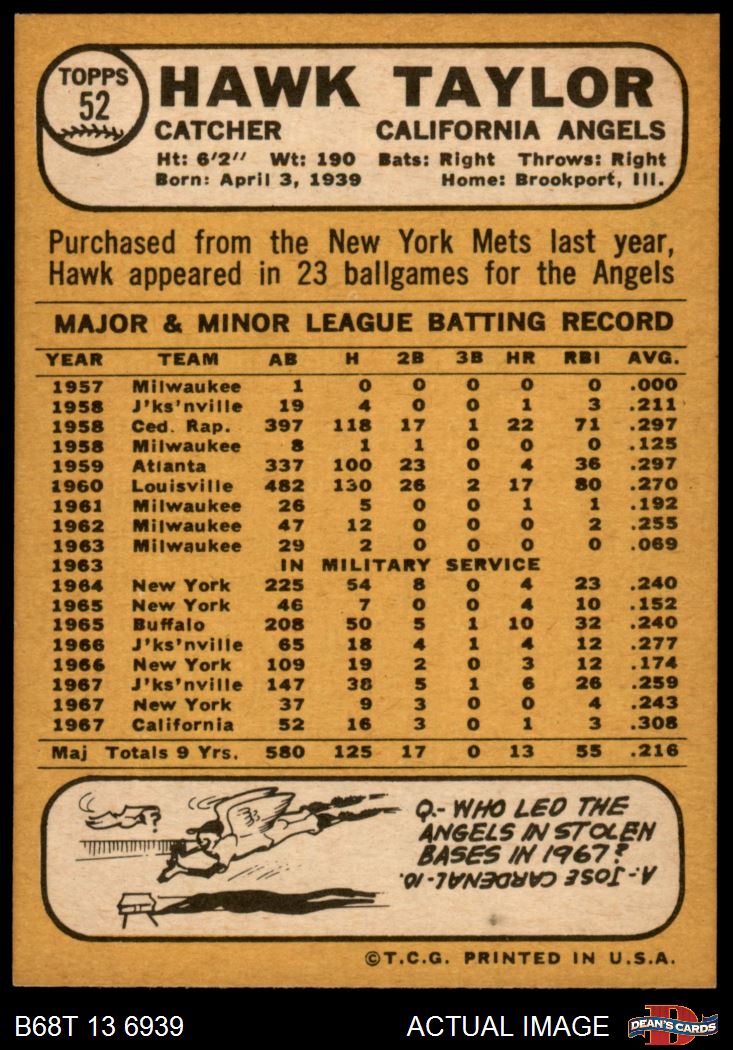 TOPPS
52
HAWK TAYLOR
CATCHER CALIFORNIA ANGELS
Ht: 6'2" Wt: 190 Bats: Right Throws: Right
Born: April 3, 1939 Home: Brookport, Ill.
Purchased from the New York Mets last year,
Hawk appeared in 23 ballgames for the Angels
MAJOR & MINOR LEAGUE BATTING RECORD
YEAR TEAM AB H 2B 3B HR RBI AVG.
1957 Milwaukee 1 0 0 0 0 0 .000
1958 J'ks'nville 19 4 0 0 1 3 .211
1958 Ced. Rap. 397 118 17 1 22 71 .297
1958 Milwaukee 8 1 1 0 0 0 .125
1959 Atlanta 337 100 23 0 4 36 .297
1960 Louisville 482 130 26 2 17 80 .270
1961 Milwaukee 26 5 0 0 1 1 .192
1962 Milwaukee 47 12 0 0 0 2 .255
1963 Milwaukee 29 2 0 0 0 0 .069
1963 IN MILITARY SERVICE
1964 New York 225 54 8 0 4 23 .240
1965 New York 46 7 0 0 4 10 .152
1965 Buffalo 208 50 5 1 10 32 .240
1966 J'ks'nville 65 18 4 1 4 12 .277
1966 New York 109 19 2 0 3 12 .174
1967 J'ks'nville 147 38 5 1 6 26 .259
1967 New York 37 9 3 0 0 4 .243
1967 California 52 16 3 0 1 3 .308
Maj Totals 9 Yrs. 580 125 17 0 13 55 .216
?
Q.- WHO LED THE
ANGELS IN STOLEN
BASES IN 1967?
A.- JOSE CARDENAL-10.
©T.C.G. PRINTED IN U.S.A.
B68T 13 6939 ACTUAL IMAGE
D
DEAN'S CARDS